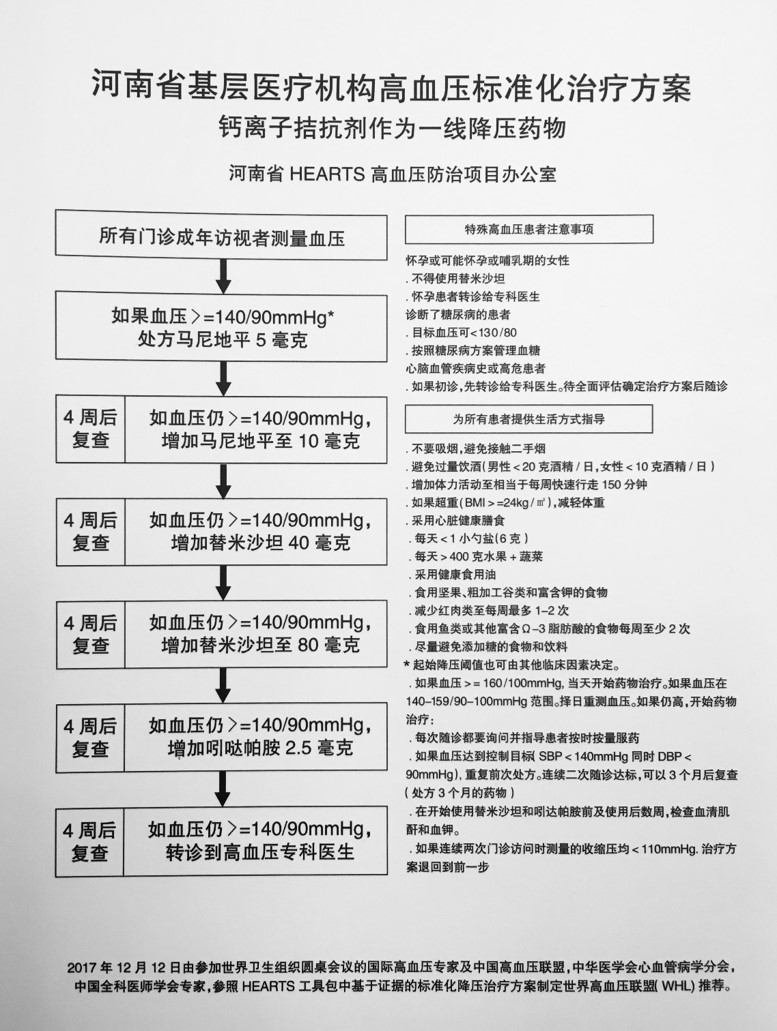 河南省基层医疗机构高血压标准化治疗方案
钙离子拮抗剂作为一线降压药物
河南省 HEARTS 高血压防治项目办公室
所有门诊成年访视者测量血压
如果血压>=140/90mmHg*
处方马尼地平 5 毫克
4 周后
复查
如血压仍>=140/90mmHg,
增加马尼地平至 10 毫克
4 周后
复查
如血压仍>=140/90mmHg,
增加替米沙坦 40 毫克
4 周后
复查
如血压仍>=140/90mmHg,
增加替米沙坦至 80 毫克
4 周后
复查
如血压仍>=140/90mmHg,
增加吲哒帕胺 2.5 毫克
4 周后
复查
如血压仍>=140/90mmHg,
转诊到高血压专科医生
特殊高血压患者注意事项
怀孕或可能怀孕或哺乳期的女性
. 不得使用替米沙坦
. 怀孕患者转诊给专科医生
诊断了糖尿病的患者
. 目标血压可<130/80
. 按照糖尿病方案管理血糖
心脑血管疾病史或高危患者
. 如果初诊,先转诊给专科医生。待全面评估确定治疗方案后随诊
为所有患者提供生活方式指导
. 不要吸烟,避免接触二手烟
. 避免过量饮酒(男性<20 克酒精 / 日,女性<10 克酒精 / 日)
. 增加体力活动至相当于每周快速行走 150 分钟
. 如果超重(BMI>=24kg/㎡),减轻体重
. 采用心脏健康膳食
. 每天<1 小勺盐(6 克)
. 每天>400 克水果 + 蔬菜
. 采用健康食用油
. 食用坚果、粗加工谷类和富含钾的食物
. 减少红肉类至每周最多 1-2 次
. 食用鱼类或其他富含Ω-3 脂肪酸的食物每周至少 2 次
. 尽量避免添加糖的食物和饮料
* 起始降压阈值也可由其他临床因素决定。
. 如果血压>=160/100mmHg, 当天开始药物治疗。如果血压在
140-159/90-100mmHg 范围。择日重测血压。如果仍高,开始药物
治疗:
. 每次随诊都要询问并指导患者按时按量服药
. 如果血压达到控制目标( SBP<140mmHg 同时 DBP<
90mmHg), 重复前次处方。连续二次随诊达标,可以 3 个月后复查
( 处方 3 个月的药物 )
. 在开始使用替米沙坦和吲达帕胺前及使用后数周,检查血清肌
酐和血钾。
. 如果连续两次门诊访问时测量的收缩压均<110mmHg. 治疗方
案退回到前一步
2017 年 12 月 12 日由参加世界卫生组织圆桌会议的国际高血压专家及中国高血压联盟,中华医学会心血管病学分会,
中国全科医师学会专家,参照 HEARTS 工具包中基于证据的标准化降压治疗方案制定世界高血压联盟( WHL) 推荐。